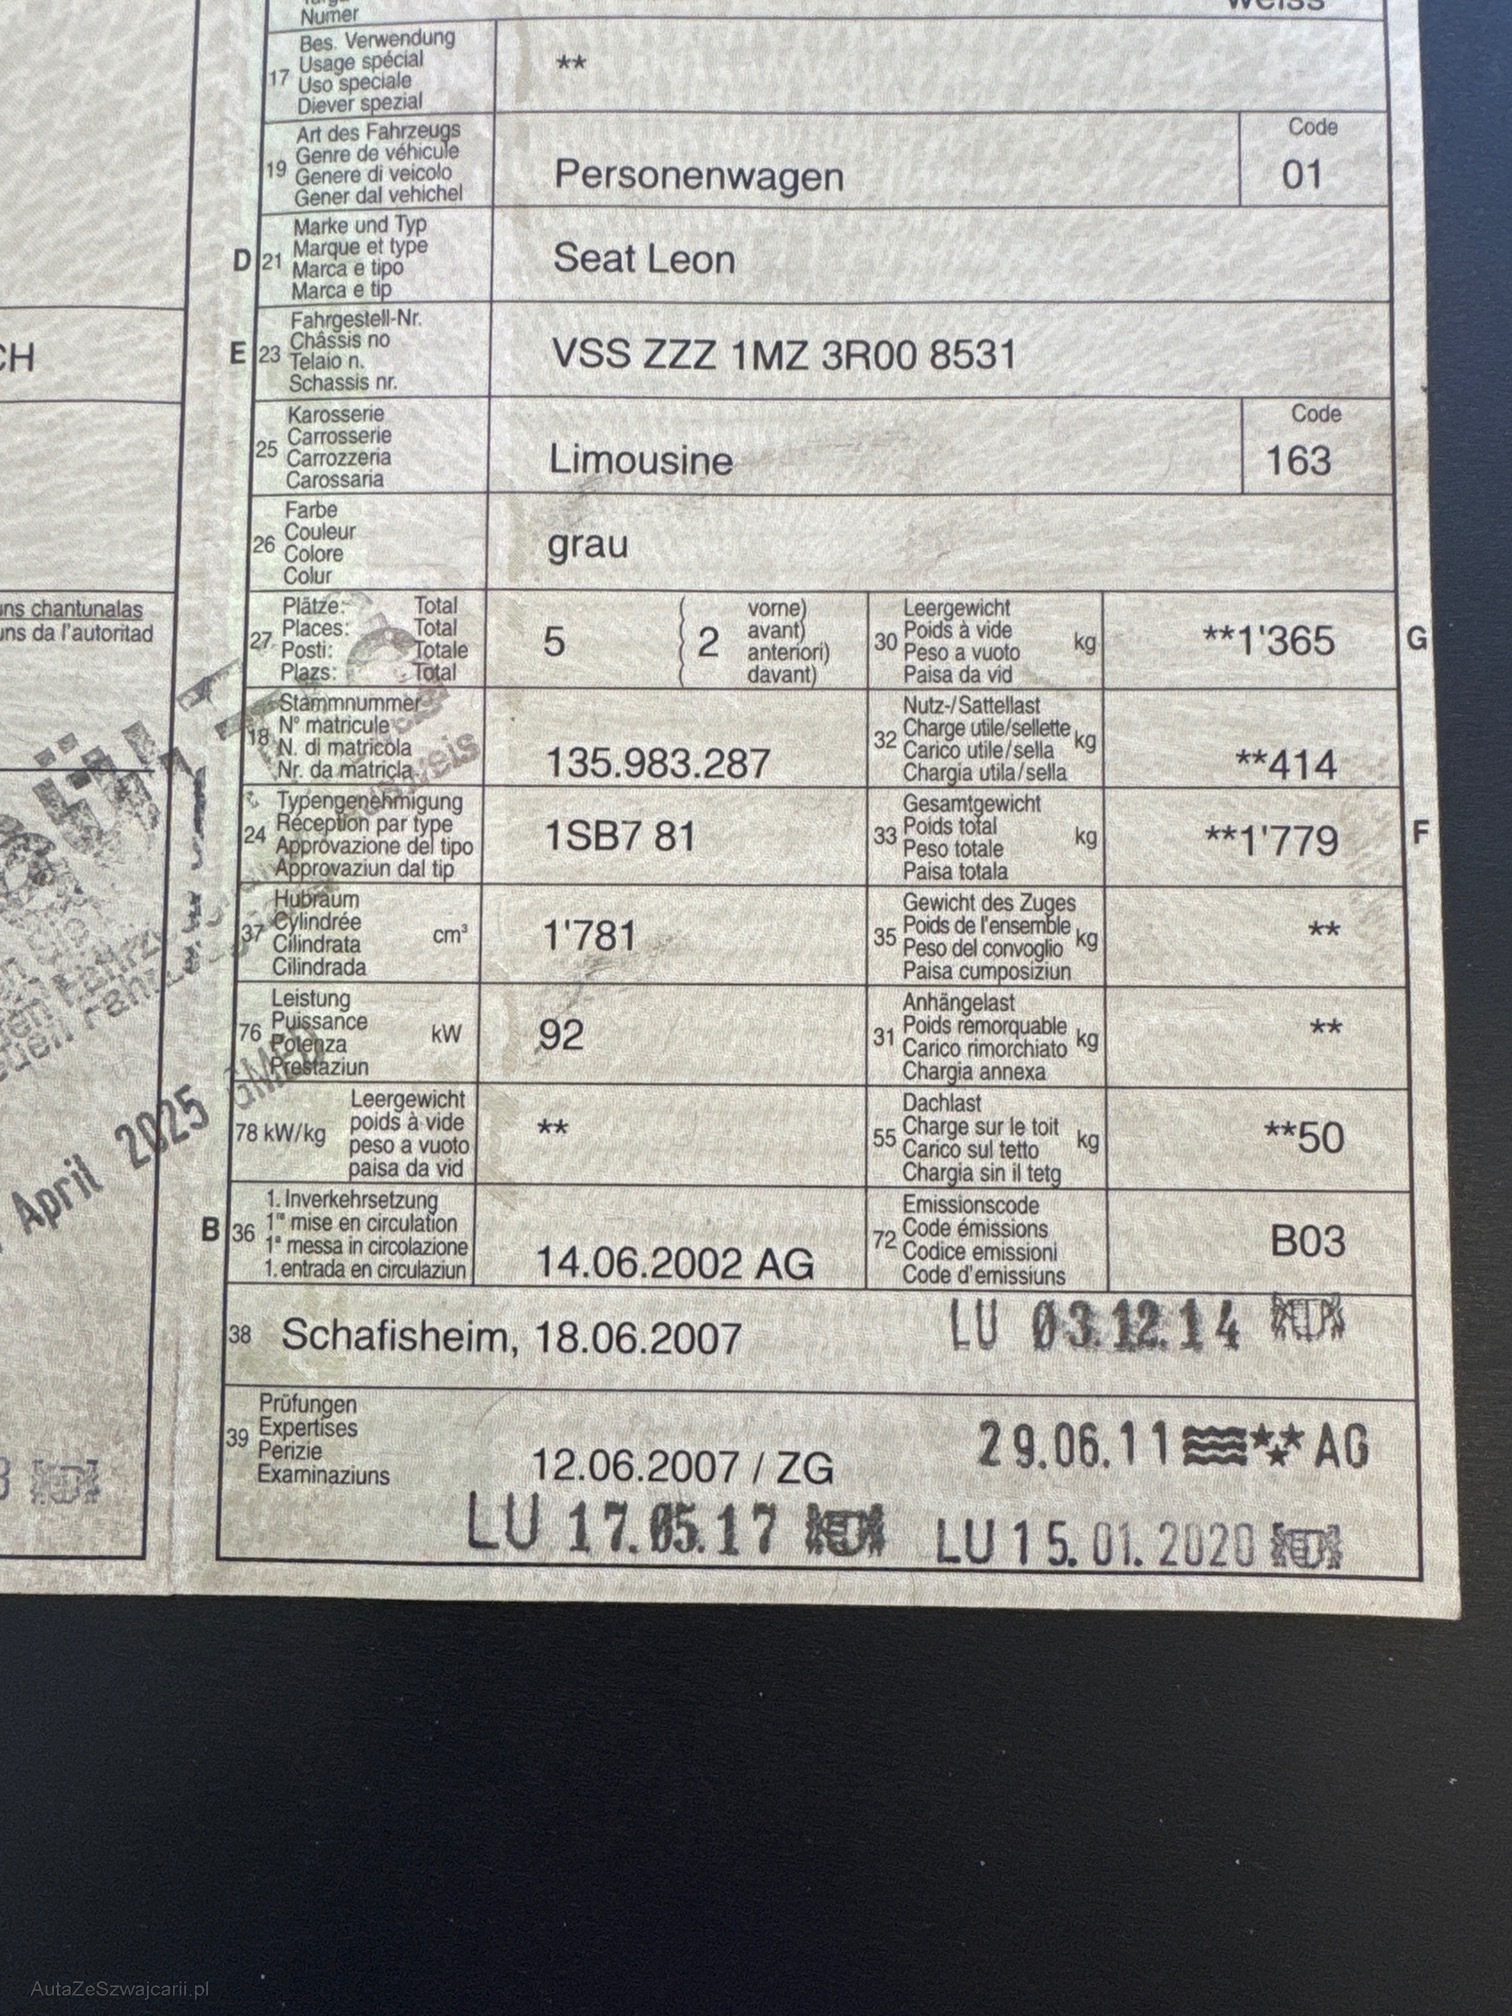 Numer
weiss
17
Bes. Verwendung
Usage spécial
Uso speciale
Diever spezial
**
19
Art des Fahrzeugs
Genre de véhicule
Genere di veicolo
Gener dal vehichel
Personenwagen
Code
01
D 21
Marke und Typ
Marque et type
Marca e tipo
Marca e tip
Seat Leon
CH
E 23
Fahrgestell-Nr.
Châssis no
Telaio n.
Schassis nr.
VSS ZZZ 1MZ 3R00 8531
25
Karosserie
Carrosserie
Carrozzeria
Carossaria
Limousine
Code
163
26
Farbe
Couleur
Colore
Colur
grau
uns chantunalas
uns da l'autoritad
27
Plätze: Total
Places: Total
Posti: Totale
Plazs: Total
5
2
vorne)
avant)
anteriori)
davant)
30
Leergewicht
Poids à vide
Peso a vuoto
Paisa da vid
kg
**1'365
G
18
Stammnummer
N° matricule
N. di matricola
Nr. da matricla
135.983.287
32
Nutz-/Sattellast
Charge utile/sellette
Carico utile/sella
Chargia utila/sella
kg
**414
24
Typengenehmigung
Réception par type
Approvazione del tipo
Approvaziun dal tip
1SB7 81
33
Gesamtgewicht
Poids total
Peso totale
Paisa totala
kg
**1'779
F
37
Hubraum
Cylindrée
Cilindrata
Cilindrada
cm³
1'781
35
Gewicht des Zuges
Poids de l'ensemble
Peso del convoglio
Paisa cumposiziun
kg
**
76
Leistung
Puissance
Potenza
Prestaziun
kW
92
31
Anhängelast
Poids remorquable
Carico rimorchiato
Chargia annexa
kg
**
April 2025
78 kW/kg
Leergewicht
poids à vide
peso a vuoto
paisa da vid
**
55
Dachlast
Charge sur le toit
Carico sul tetto
Chargia sin il tetg
kg
**50
B 36
1. Inverkehrsetzung
1re mise en circulation
1a messa in circolazione
1. entrada en circulaziun
14.06.2002 AG
72
Emissionscode
Code émissions
Codice emissioni
Code d'emissiuns
B03
38 Schafisheim, 18.06.2007
LU 03.12.14
39
Prüfungen
Expertises
Perizie
Examinaziuns
12.06.2007 / ZG
29.06.11 AG
LU 17.05.17
LU 15.01.2020
AutaZeSzwajcarii.pl